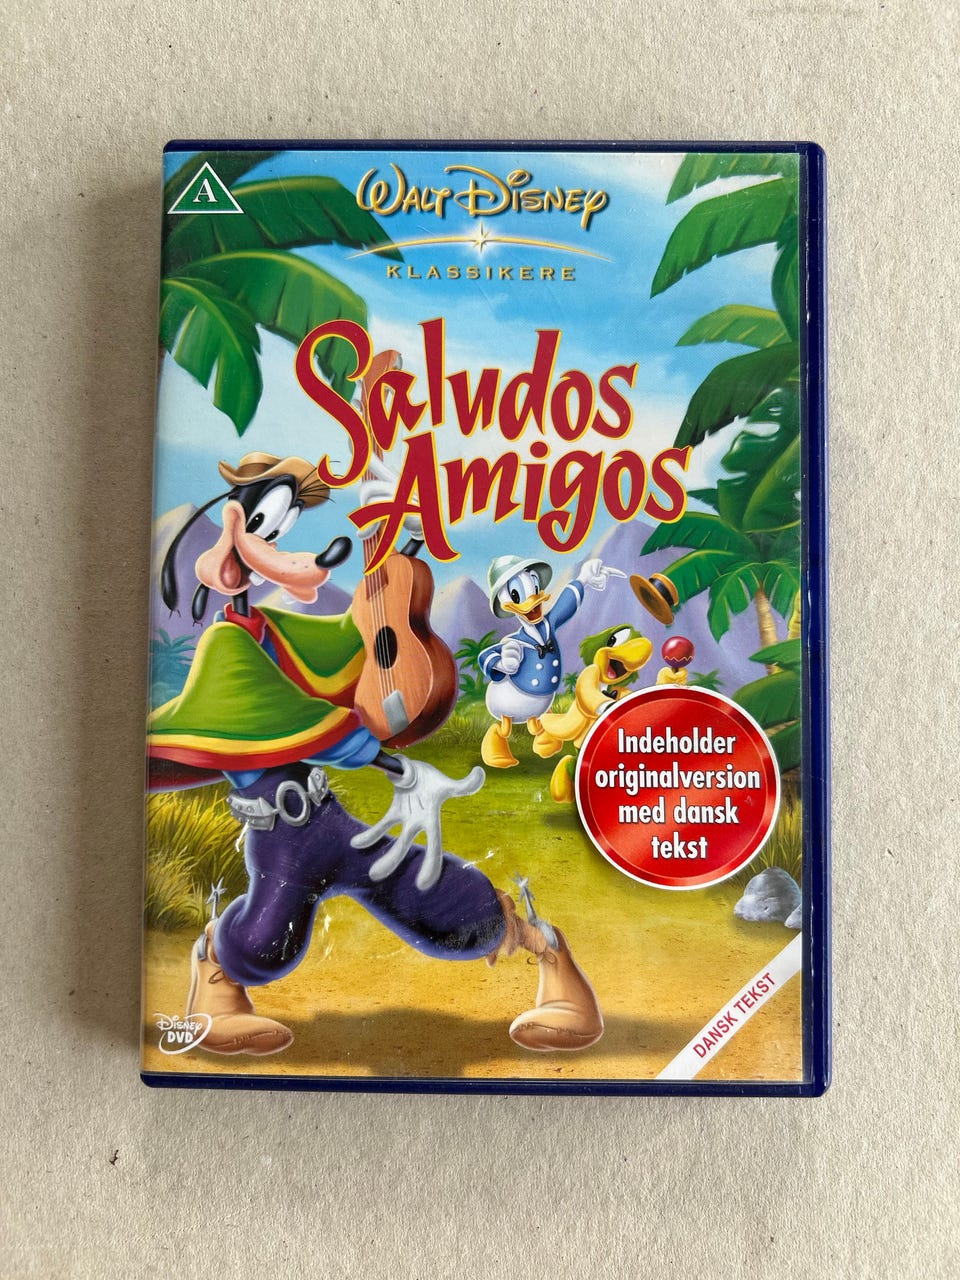 A
WALT DISNEY
KLASSIKERE
Saludos
Amigos
Indeholder
originalversion
med dansk
tekst
DANSK TEKST
DISNEY
DVD